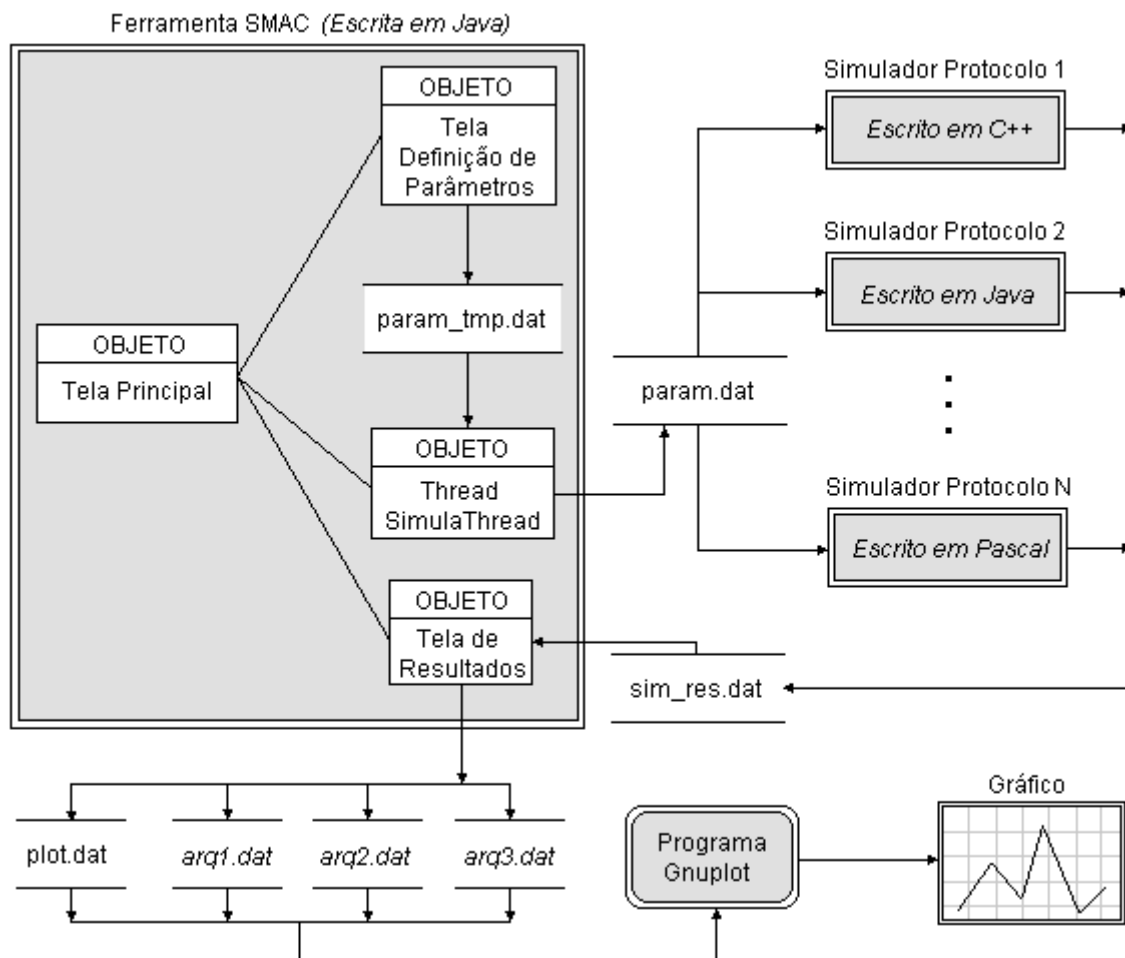 Ferramenta SMAC (Escrita em Java)
OBJETO
Tela
Definição de
Parâmetros
param_tmp.dat
OBJETO
Tela Principal
OBJETO
Thread
SimulaThread
OBJETO
Tela de
Resultados
Simulador Protocolo 1
Escrito em C++
Simulador Protocolo 2
Escrito em Java
param.dat
Simulador Protocolo N
Escrito em Pascal
sim_res.dat
plot.dat
arq1.dat
arq2.dat
arq3.dat
Programa
Gnuplot
Gráfico